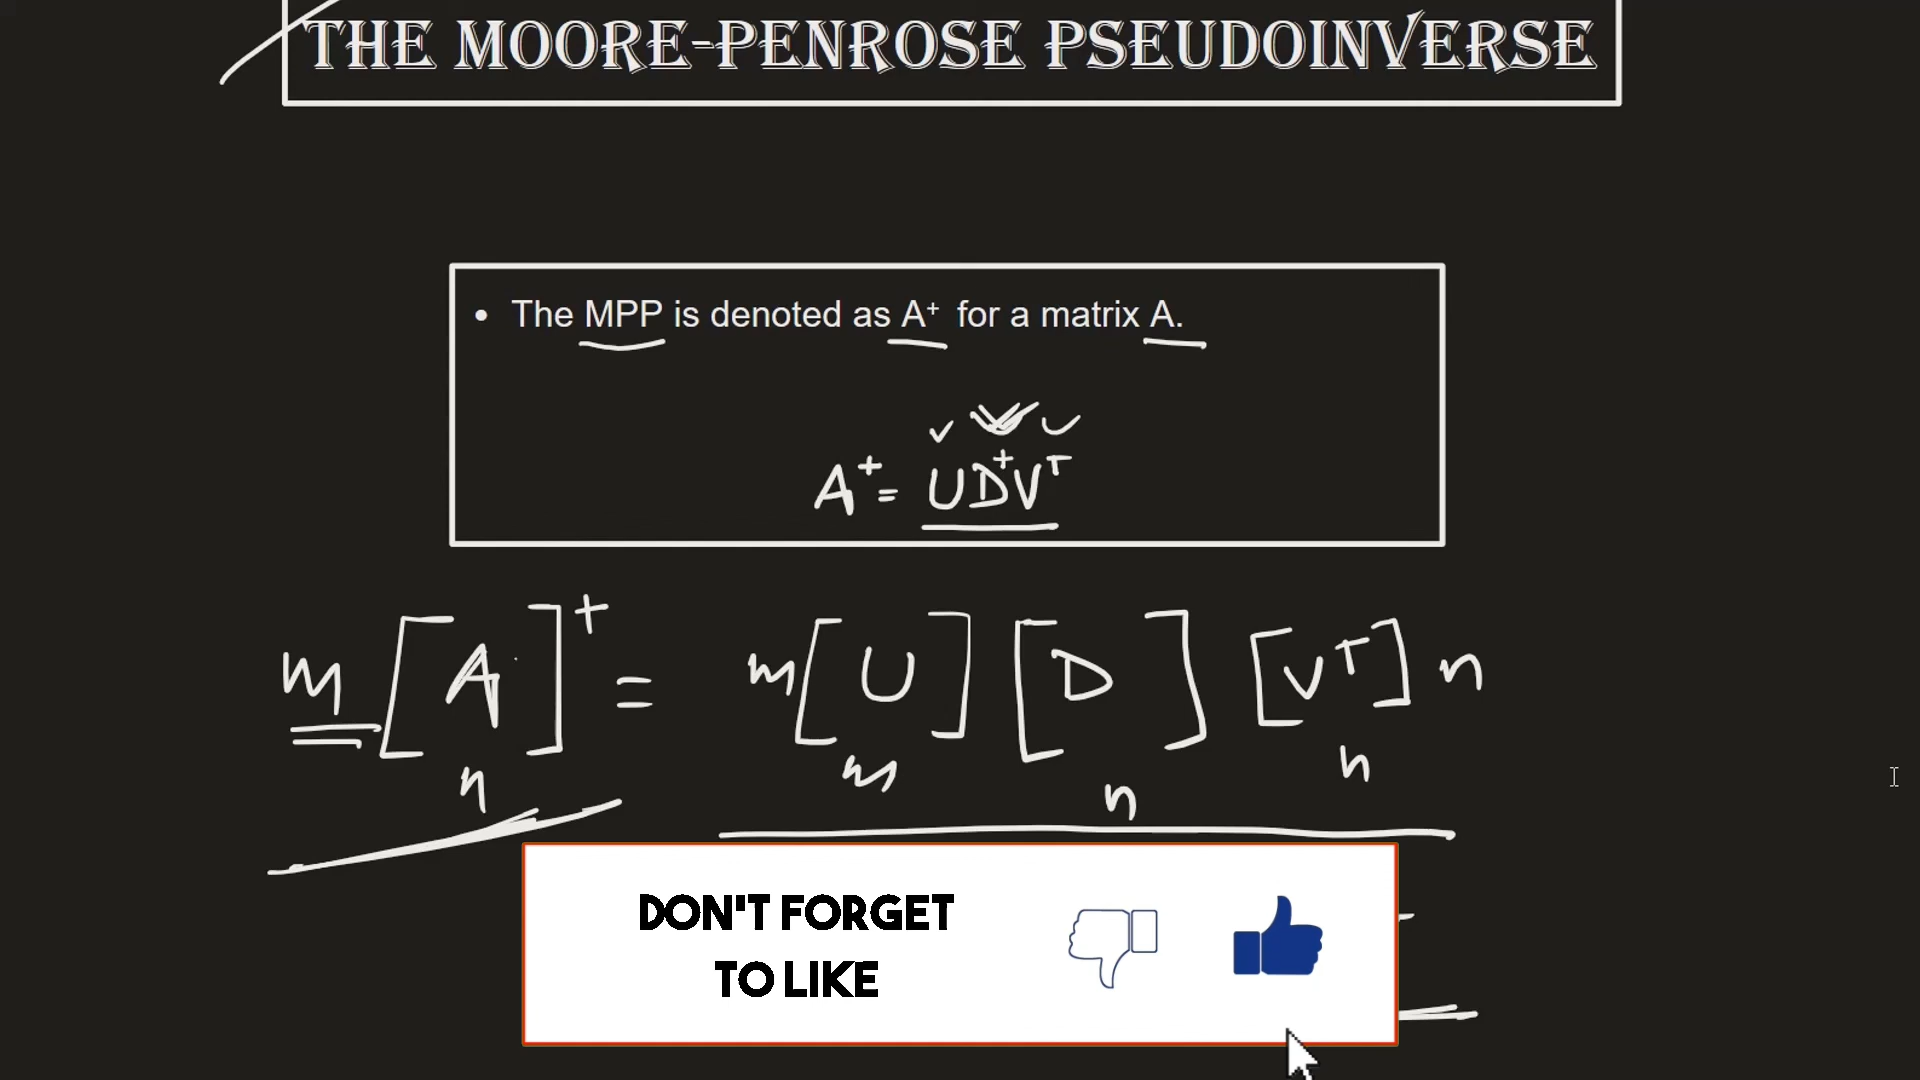 THE MOORE-PENROSE PSEUDOINVERSE
• The MPP is denoted as A⁺ for a matrix A.
A⁺ = UD⁺Vᵀ
m [A]⁺ = m [U] [D] [Vᵀ] n
n m n n
DON'T FORGET
TO LIKE